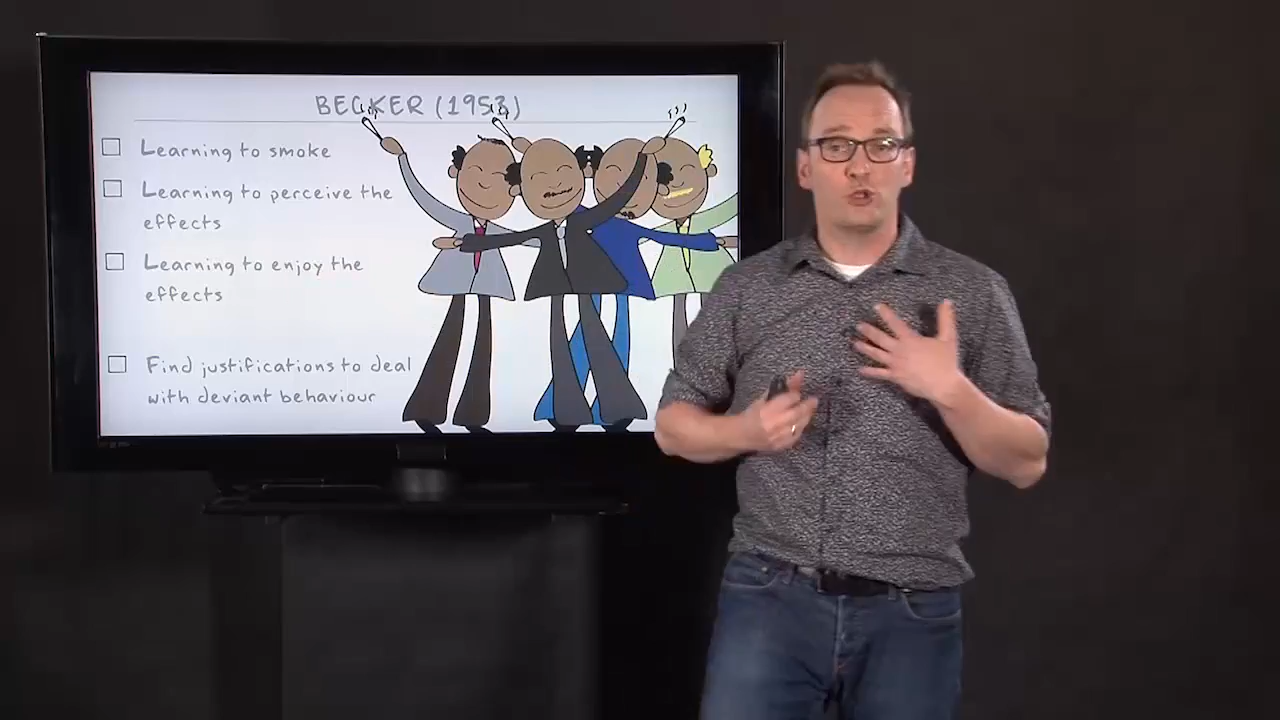 BECKER (1953)
Learning to smoke
Learning to perceive the
effects
Learning to enjoy the
effects
Find justifications to deal
with deviant behaviour